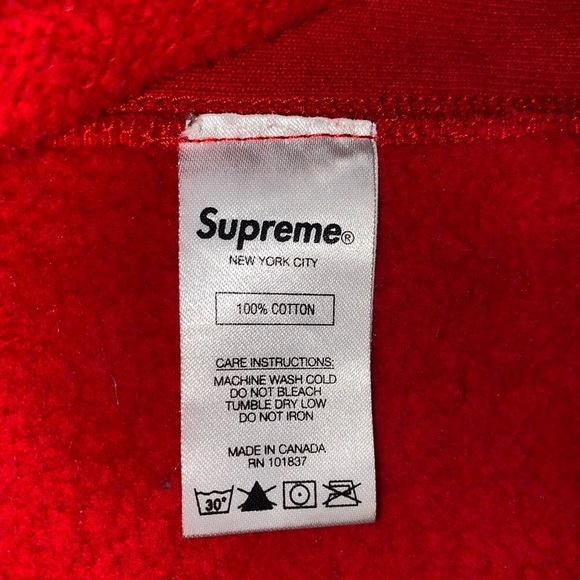 Supreme®
NEW YORK CITY
100% COTTON
CARE INSTRUCTIONS:
MACHINE WASH COLD
DO NOT BLEACH
TUMBLE DRY LOW
DO NOT IRON
MADE IN CANADA
RN 101837
30°